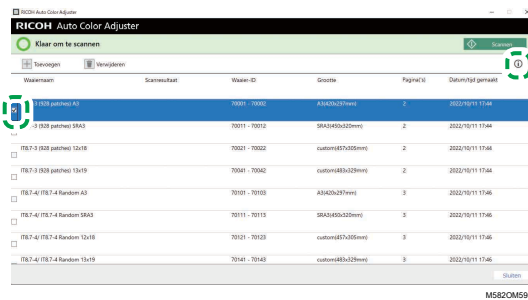 RICOH Auto Color Adjuster
RICOH Auto Color Adjuster
Klaar om te scannen
Scannen
Toevoegen Verwijderen
Waaiernaam Scanresultaat Waaier-ID Grootte Pagina('s) Datum/tijd gemaakt
-3 (928 patches) A3 70001 - 70002 A3(420x297mm) 2 2022/10/11 17:44
IT8.7-3 (928 patches) SRA3 70011 - 70012 SRA3(450x320mm) 2 2022/10/11 17:44
IT8.7-3 (928 patches) 12x18 70021 - 70022 custom(457x305mm) 2 2022/10/11 17:44
IT8.7-3 (928 patches) 13x19 70041 - 70042 custom(483x329mm) 2 2022/10/11 17:44
IT8.7-4/ IT8.7-4 Random A3 70101 - 70103 A3(420x297mm) 3 2022/10/11 17:46
IT8.7-4/ IT8.7-4 Random SRA3 70111 - 70113 SRA3(450x320mm) 3 2022/10/11 17:46
IT8.7-4/ IT8.7-4 Random 12x18 70121 - 70123 custom(457x305mm) 3 2022/10/11 17:46
IT8.7-4/ IT8.7-4 Random 13x19 70141 - 70143 custom(483x329mm) 3 2022/10/11 17:46
Sluiten
M582OM59